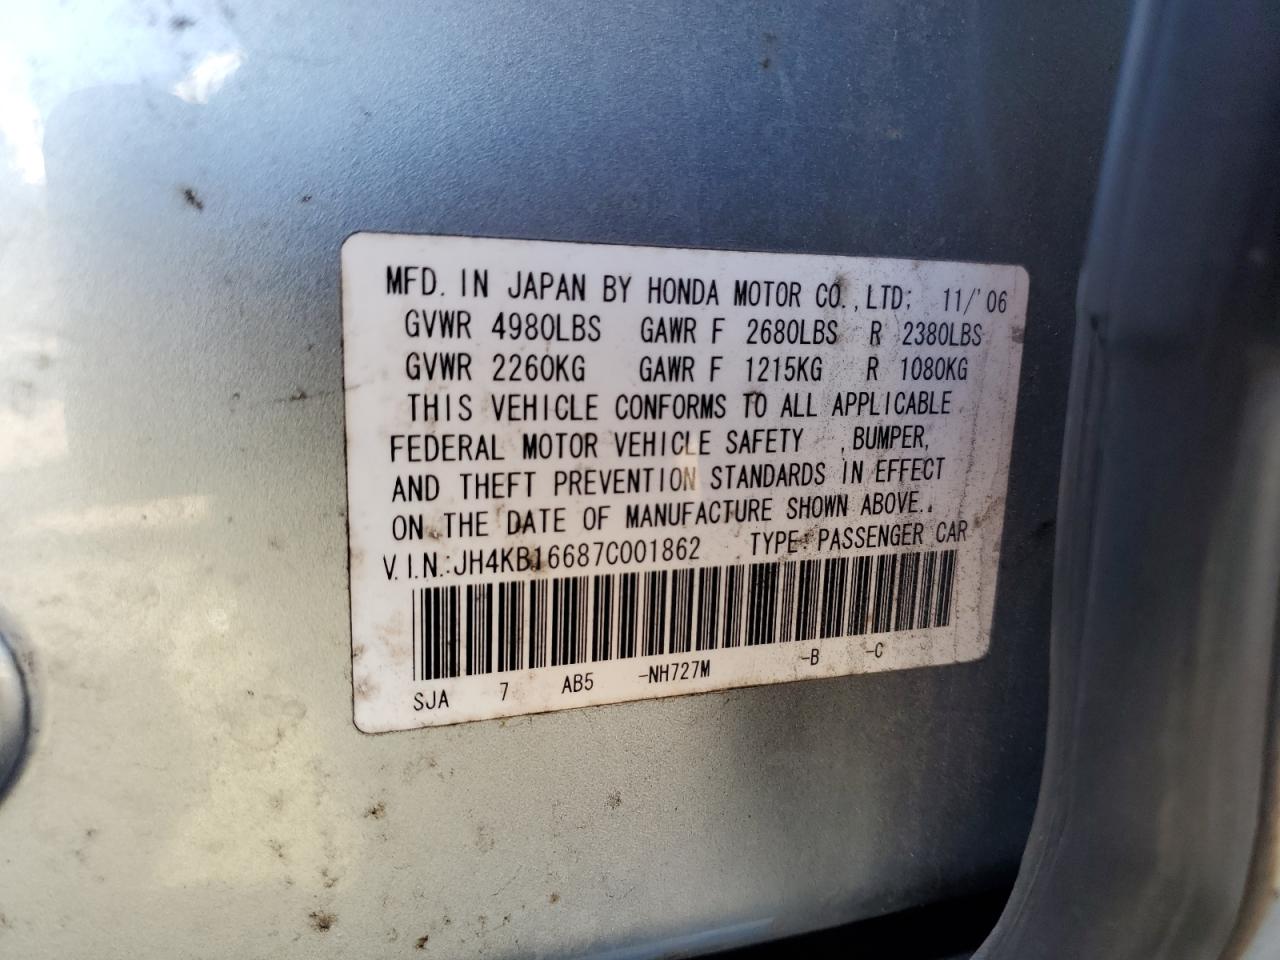 MFD. IN JAPAN BY HONDA MOTOR CO.,LTD; 11/'06
GVWR 4980LBS GAWR F 2680LBS R 2380LBS
GVWR 2260KG GAWR F 1215KG R 1080KG
THIS VEHICLE CONFORMS TO ALL APPLICABLE
FEDERAL MOTOR VEHICLE SAFETY ,BUMPER,
AND THEFT PREVENTION STANDARDS IN EFFECT
ON THE DATE OF MANUFACTURE SHOWN ABOVE..
V.I.N.:JH4KB16687C001862 TYPE:PASSENGER CAR
SJA 7 AB5 -NH727M -B -C